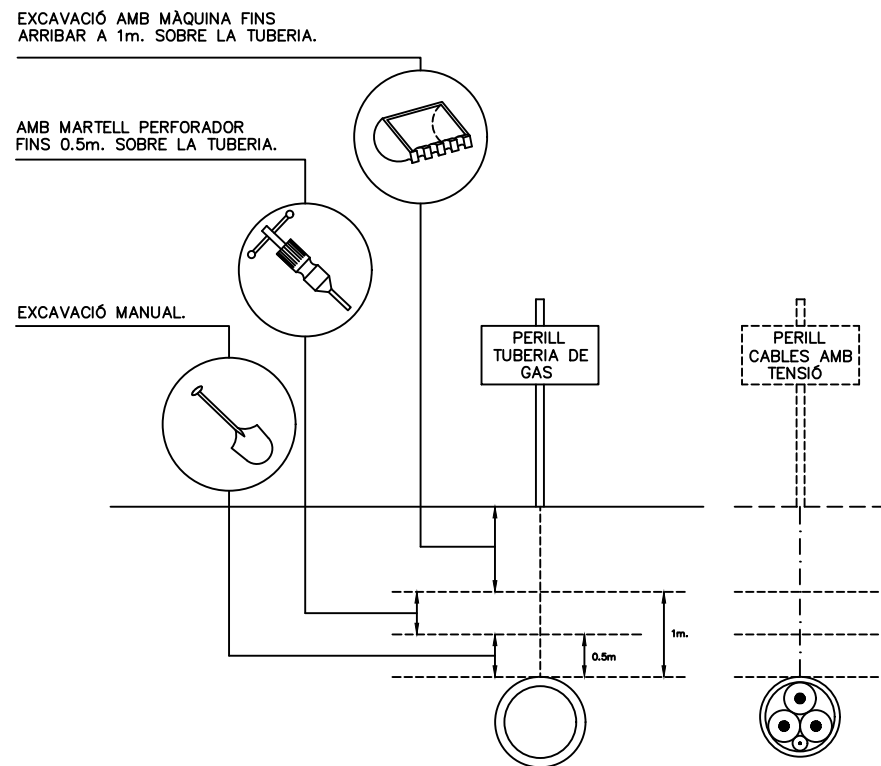 EXCAVACIÓ AMB MÀQUINA FINS
ARRIBAR A 1m. SOBRE LA TUBERIA.
AMB MARTELL PERFORADOR
FINS 0.5m. SOBRE LA TUBERIA.
EXCAVACIÓ MANUAL.
PERILL
TUBERIA DE
GAS
PERILL
CABLES AMB
TENSIÓ
1m.
0.5m